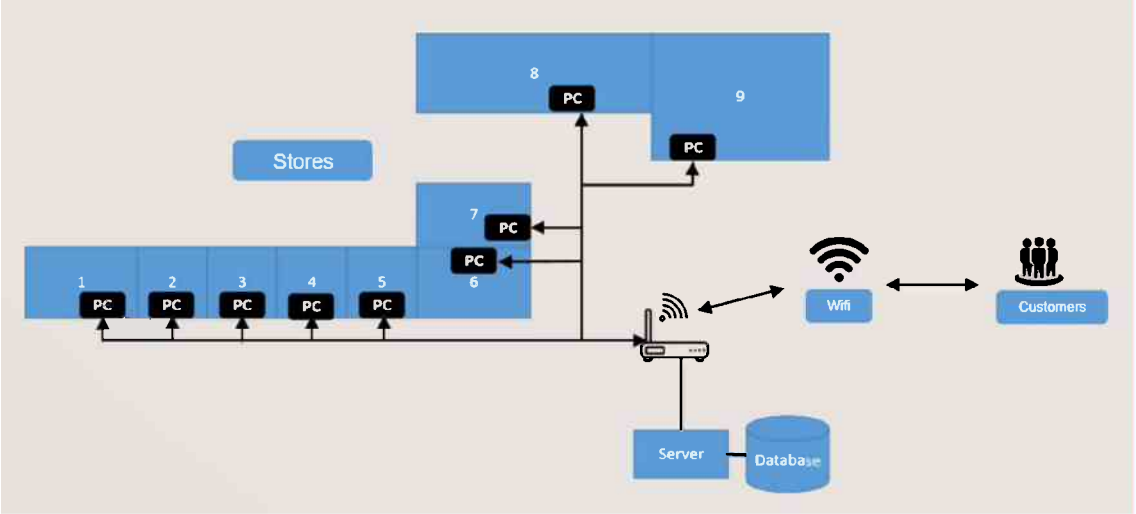 8
PC
9
PC
Stores
7
PC
PC
6
1
PC
2
PC
3
PC
4
PC
5
PC
Wifi
Customers
Server
Database